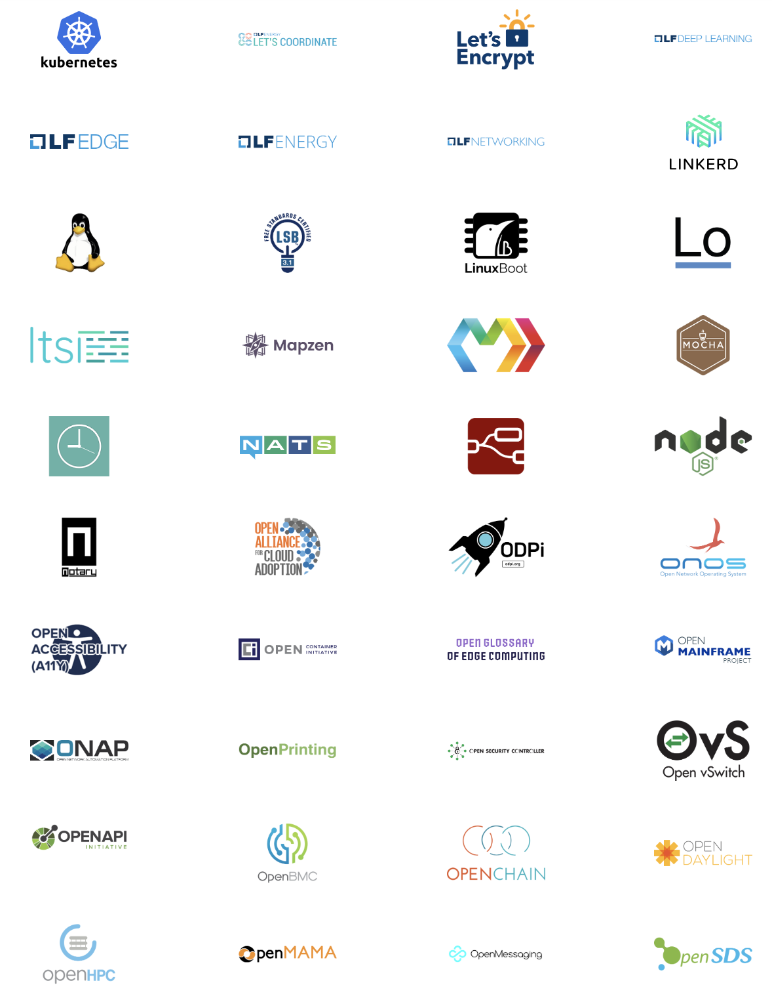 kubernetes
LFENERGY
LET'S COORDINATE
Let's
Encrypt
LF DEEP LEARNING
LF EDGE
LF ENERGY
LF NETWORKING
LINKERD
FREE STANDARDS CERTIFIED
LSB
3.1
LB
LinuxBoot
Lo
ltsi
Mapzen
MOCHA
NATS
node
JS®
notary
OPEN
ALLIANCE
FOR CLOUD
ADOPTION
ODPi
odpi.org
onos
Open Network Operating System
OPEN
ACCESSIBILITY
(A11Y)
Ci OPEN CONTAINER
INITIATIVE
OPEN GLOSSARY
OF EDGE COMPUTING
OPEN
MAINFRAME
PROJECT
ONAP
OPEN NETWORK AUTOMATION PLATFORM
OpenPrinting
OPEN SECURITY CONTROLLER
OvS
Open vSwitch
OPENAPI
INITIATIVE
OpenBMC
OPENCHAIN
OPEN
DAYLIGHT
openHPC
OpenMAMA
OpenMessaging
OpenSDS